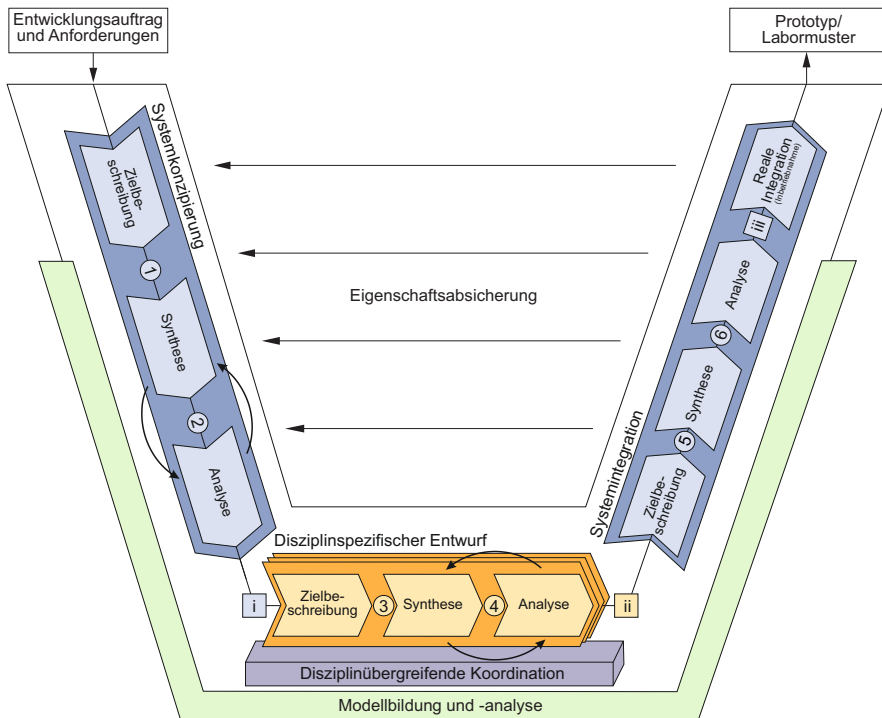 Entwicklungsauftrag
und Anforderungen
Prototyp/
Labormuster
Systemkonzipierung
Zielbe-
schreibung
1
Synthese
2
Analyse
Eigenschaftsabsicherung
Reale
Integration
(Inbetriebnahme)
iii
Analyse
6
Synthese
5
Zielbe-
schreibung
Systemintegration
Disziplinspezifischer Entwurf
i
Zielbe-
schreibung
3
Synthese
4
Analyse
ii
Disziplinübergreifende Koordination
Modellbildung und -analyse